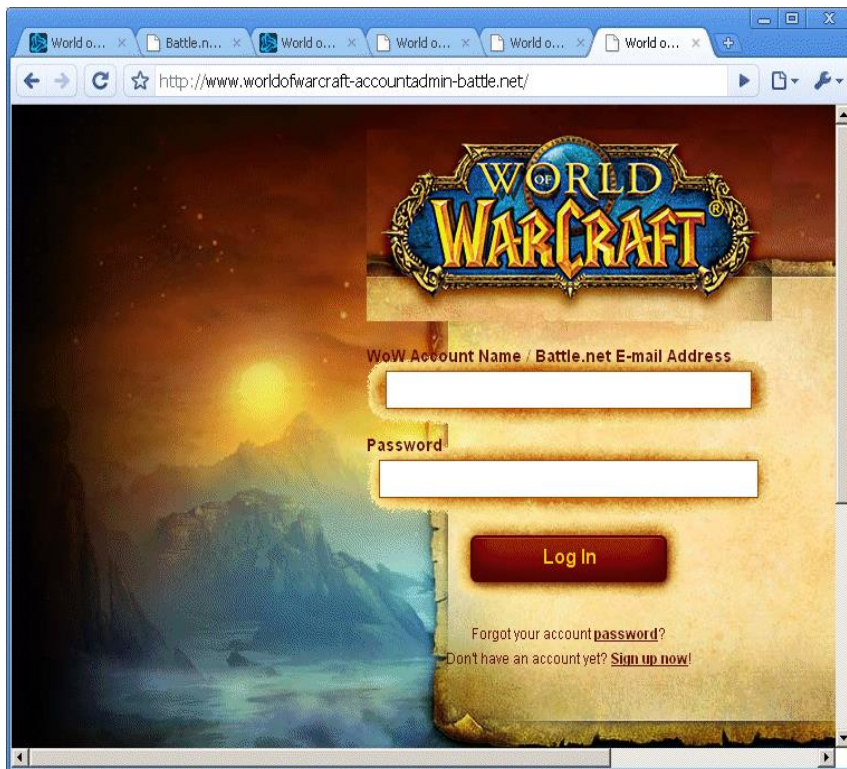 World o... Battle.n... World o... World o... World o... World o...
http://www.worldofwarcraft-accountadmin-battle.net/
WORLD
OF
WARCRAFT®
WoW Account Name / Battle.net E-mail Address
Password
Log In
Forgot your account password?
Don't have an account yet? Sign up now!